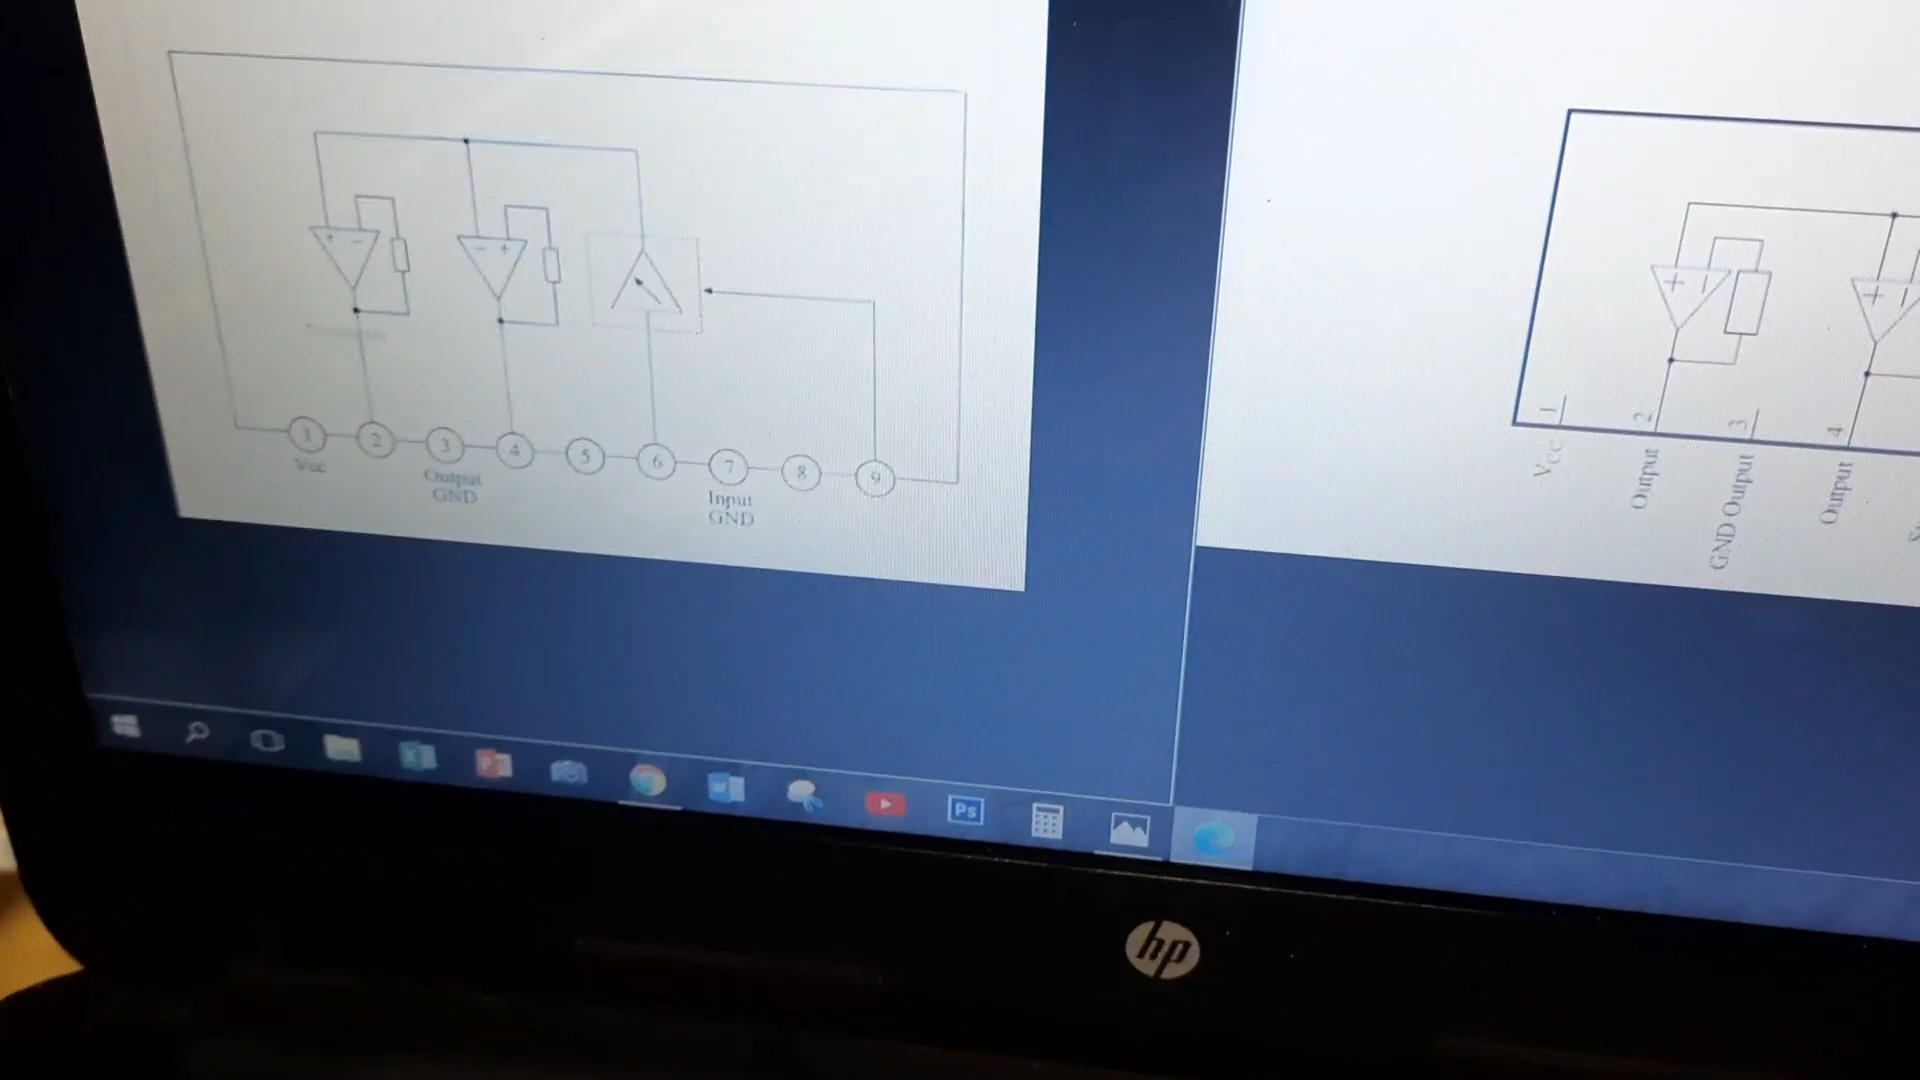 + −
− +
1 2 3 4 5 6 7 8 9
Vcc
Output
GND
Input
GND
+ −
+ −
1
2
3
4
Vcc
Output
GND Output
Output
Ps
hp